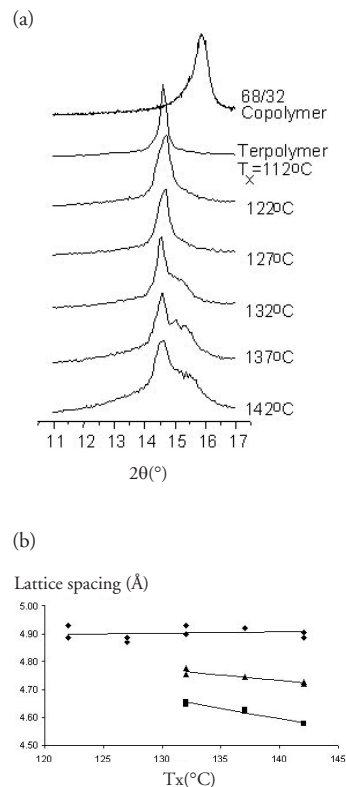 (a)
68/32
Copolymer
Terpolymer
Tx=112ºC
122ºC
127ºC
132ºC
137ºC
142ºC
11 12 13 14 15 16 17
2θ(°)
(b)
Lattice spacing (Å)
5.00
4.90
4.80
4.70
4.60
4.50
120 125 130 135 140 145
Tx(°C)